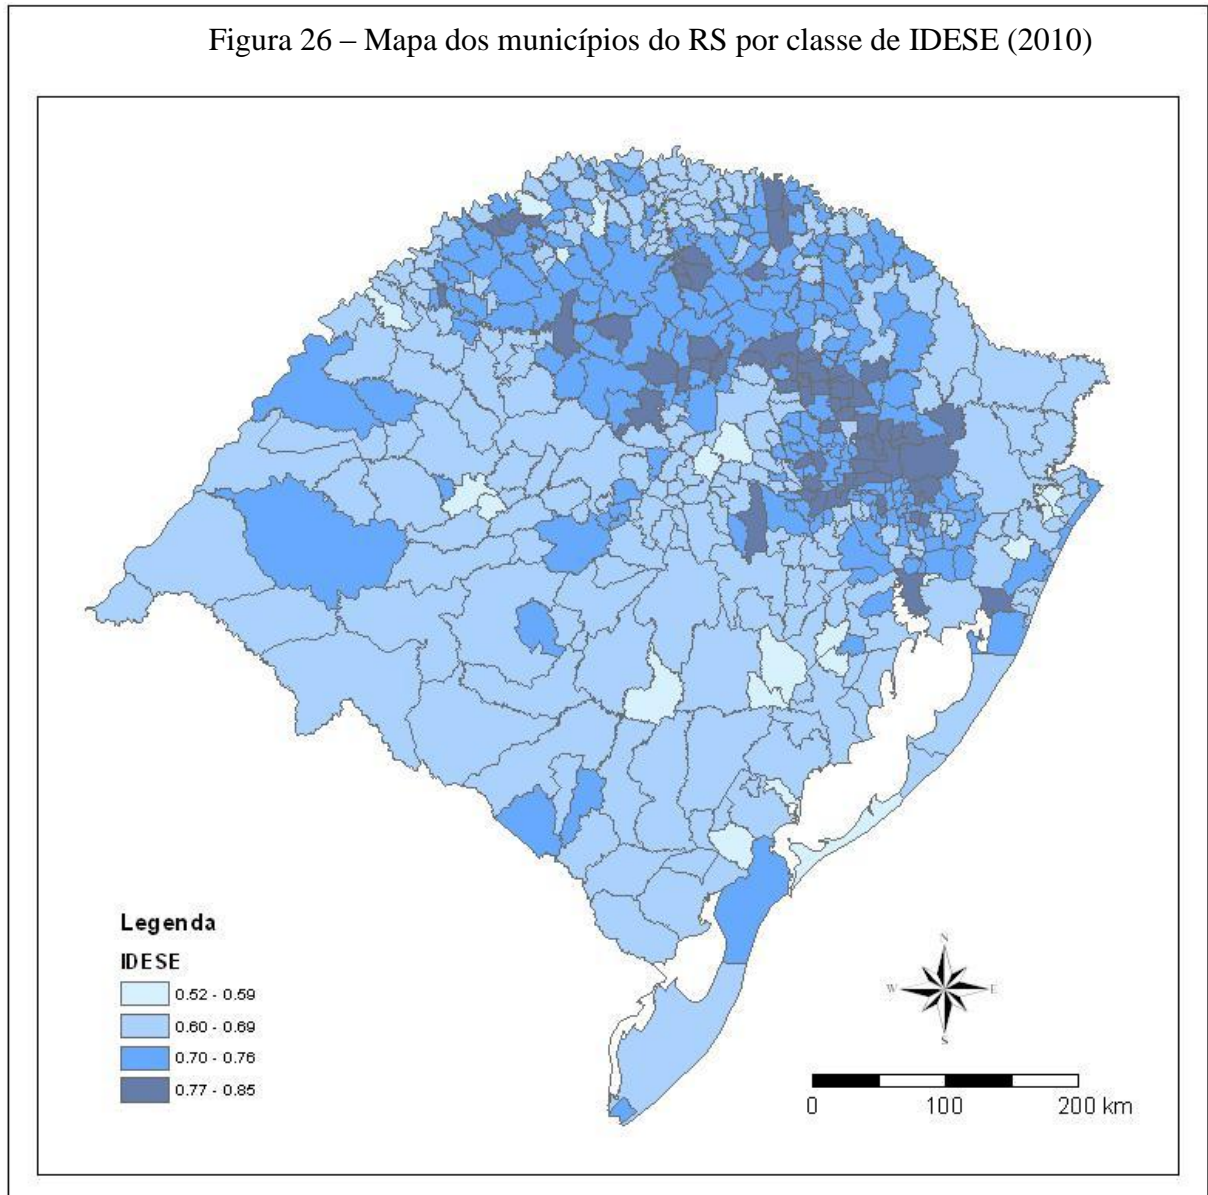 Figura 26 – Mapa dos municípios do RS por classe de IDESE (2010)
Legenda
IDESE
0.52 - 0.59
0.60 - 0.69
0.70 - 0.76
0.77 - 0.85
N
W E
S
0 100 200 km